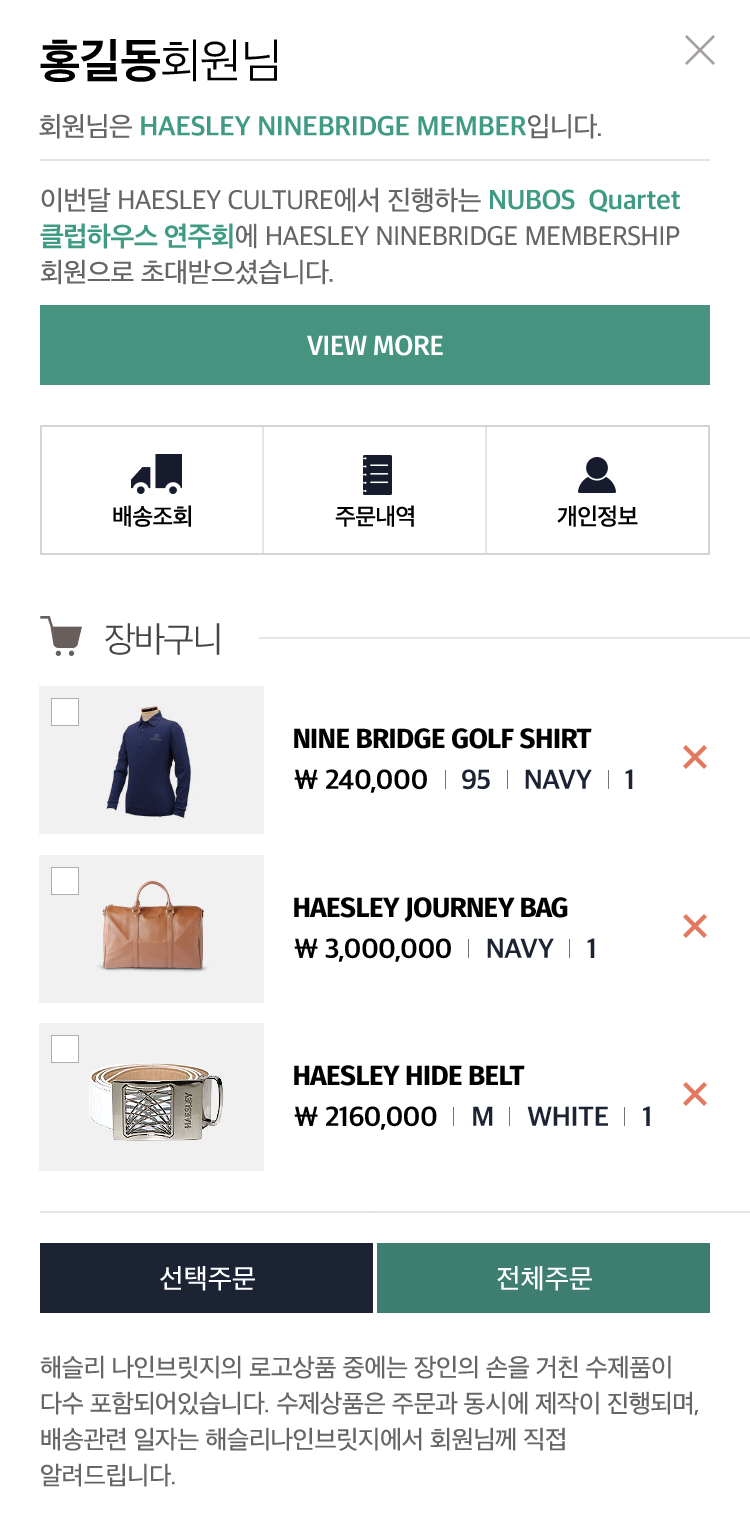 홍길동회원님
회원님은 HAESLEY NINEBRIDGE MEMBER입니다.
이번달 HAESLEY CULTURE에서 진행하는 NUBOS Quartet
클럽하우스 연주회에 HAESLEY NINEBRIDGE MEMBERSHIP
회원으로 초대받으셨습니다.
VIEW MORE
배송조회 주문내역 개인정보
장바구니
NINE BRIDGE GOLF SHIRT
₩ 240,000 | 95 | NAVY | 1
HAESLEY JOURNEY BAG
₩ 3,000,000 | NAVY | 1
HAESLEY
HAESLEY HIDE BELT
₩ 2160,000 | M | WHITE | 1
선택주문 전체주문
해슬리 나인브릿지의 로고상품 중에는 장인의 손을 거친 수제품이
다수 포함되어있습니다. 수제상품은 주문과 동시에 제작이 진행되며,
배송관련 일자는 해슬리나인브릿지에서 회원님께 직접
알려드립니다.